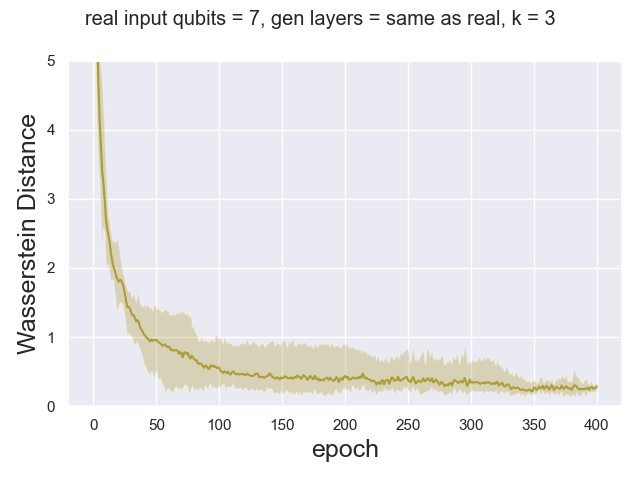 real input qubits = 7, gen layers = same as real, k = 3
5
4
3
2
1
0
Wasserstein Distance
0 50 100 150 200 250 300 350 400
epoch